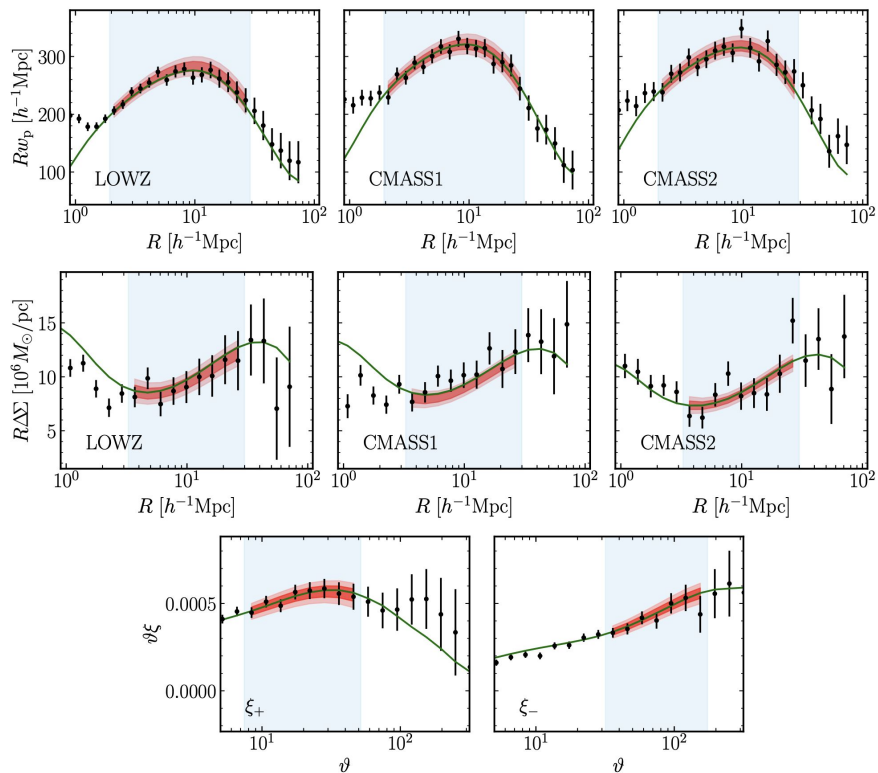 300
200
100
Rw_p [h^{-1}Mpc]
LOWZ
CMASS1
CMASS2
10^0 10^1 10^2 10^0 10^1 10^2 10^0 10^1 10^2
R [h^{-1}Mpc] R [h^{-1}Mpc] R [h^{-1}Mpc]
15
10
5
RΔΣ [10^6 M_⊙/pc]
LOWZ
CMASS1
CMASS2
10^0 10^1 10^2 10^0 10^1 10^2 10^0 10^1 10^2
R [h^{-1}Mpc] R [h^{-1}Mpc] R [h^{-1}Mpc]
0.0005
0.0000
ϑξ
ξ_+
ξ_−
10^1 10^2 10^1 10^2
ϑ ϑ